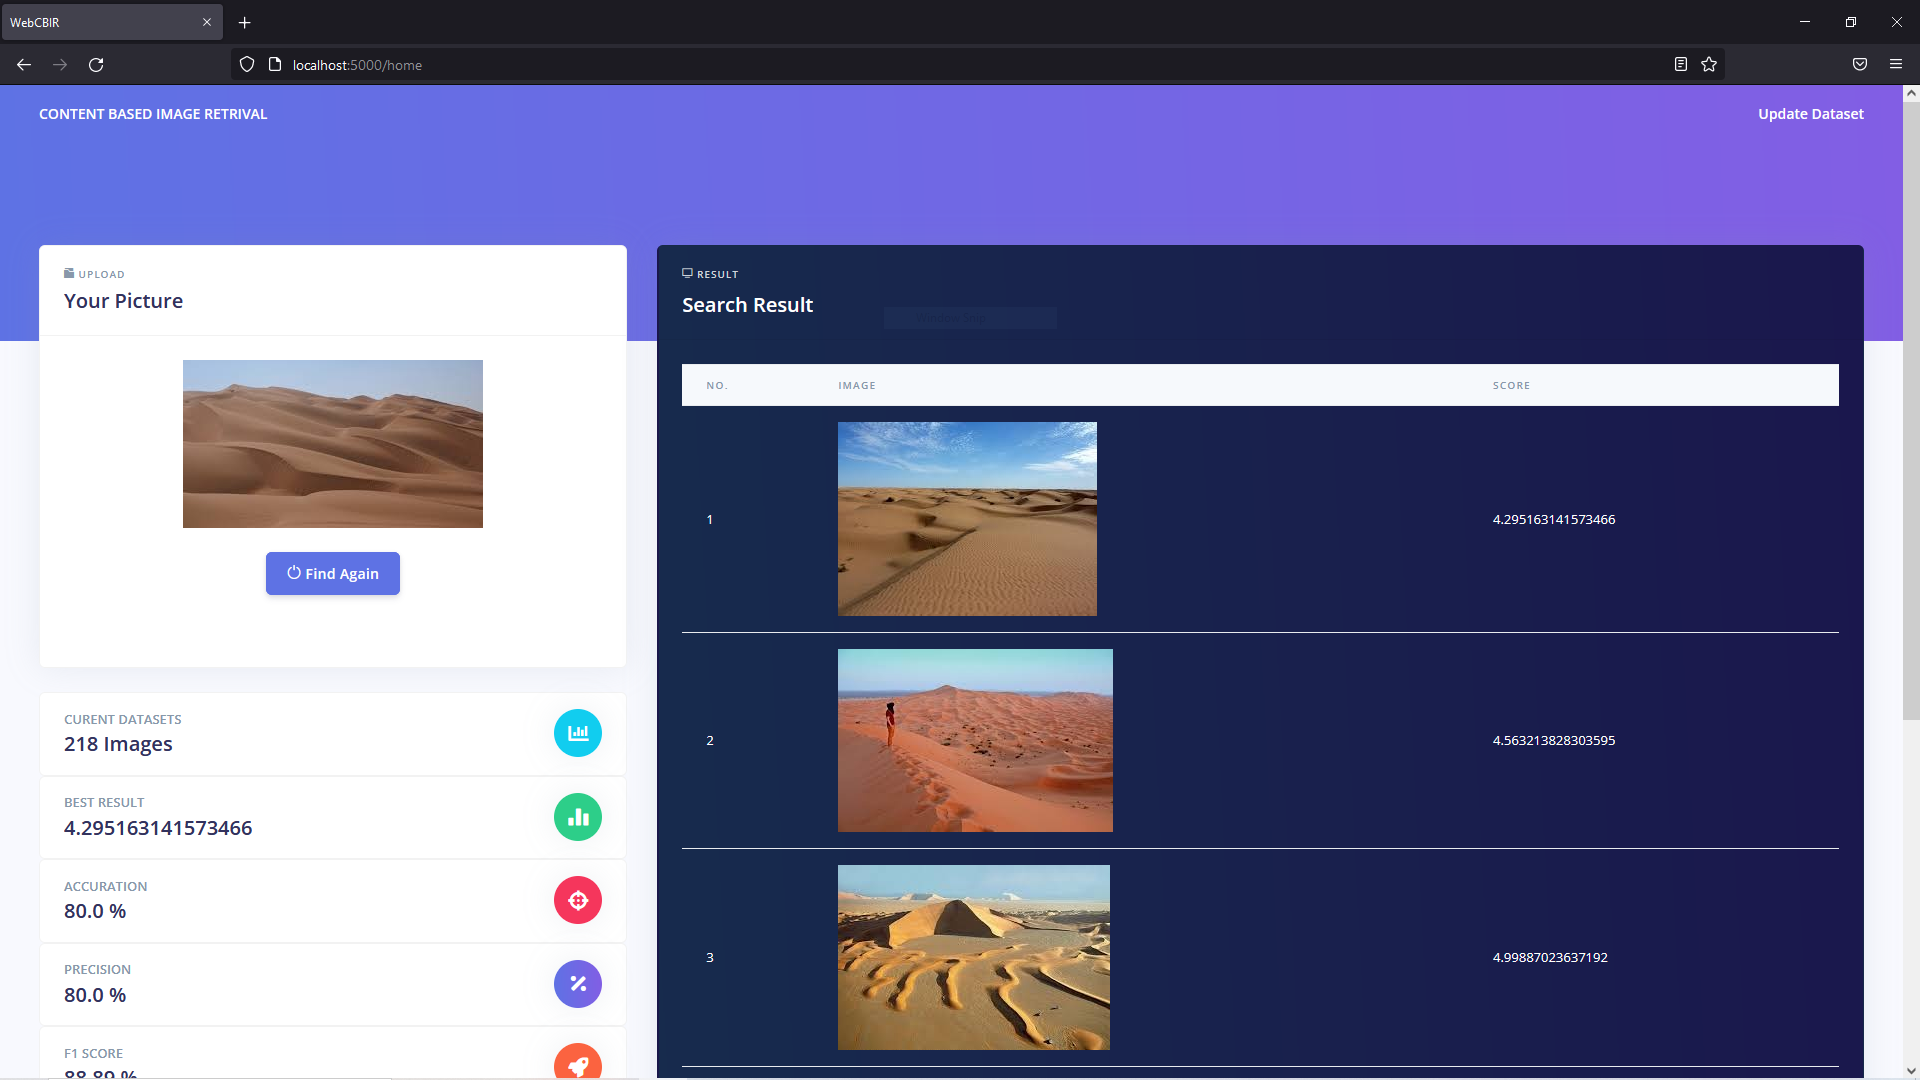 WebCBIR
localhost:5000/home
CONTENT BASED IMAGE RETRIVAL
Update Dataset
UPLOAD
Your Picture
Find Again
CURENT DATASETS
218 Images
BEST RESULT
4.295163141573466
ACCURATION
80.0 %
PRECISION
80.0 %
F1 SCORE
88.89 %
RESULT
Search Result
NO. IMAGE SCORE
1 4.295163141573466
2 4.563213828303595
3 4.99887023637192